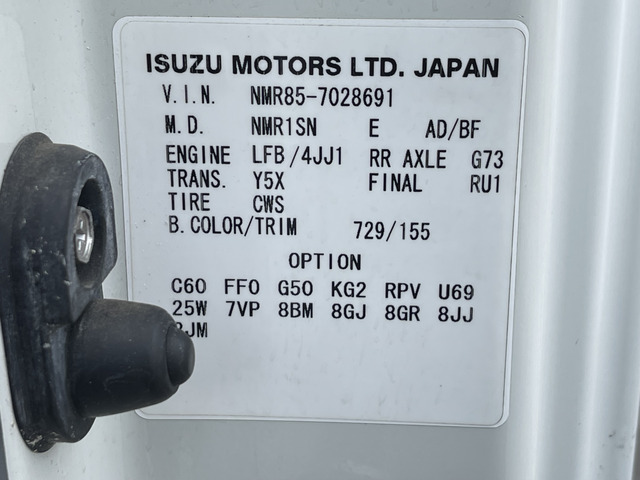 ISUZU MOTORS LTD. JAPAN
V.I.N. NMR85-7028691
M.D. NMR1SN E AD/BF
ENGINE LFB/4JJ1 RR AXLE G73
TRANS. Y5X FINAL RU1
TIRE CWS
B.COLOR/TRIM 729/155
OPTION
C60 FF0 G50 KG2 RPV U69
25W 7VP 8BM 8GJ 8GR 8JJ